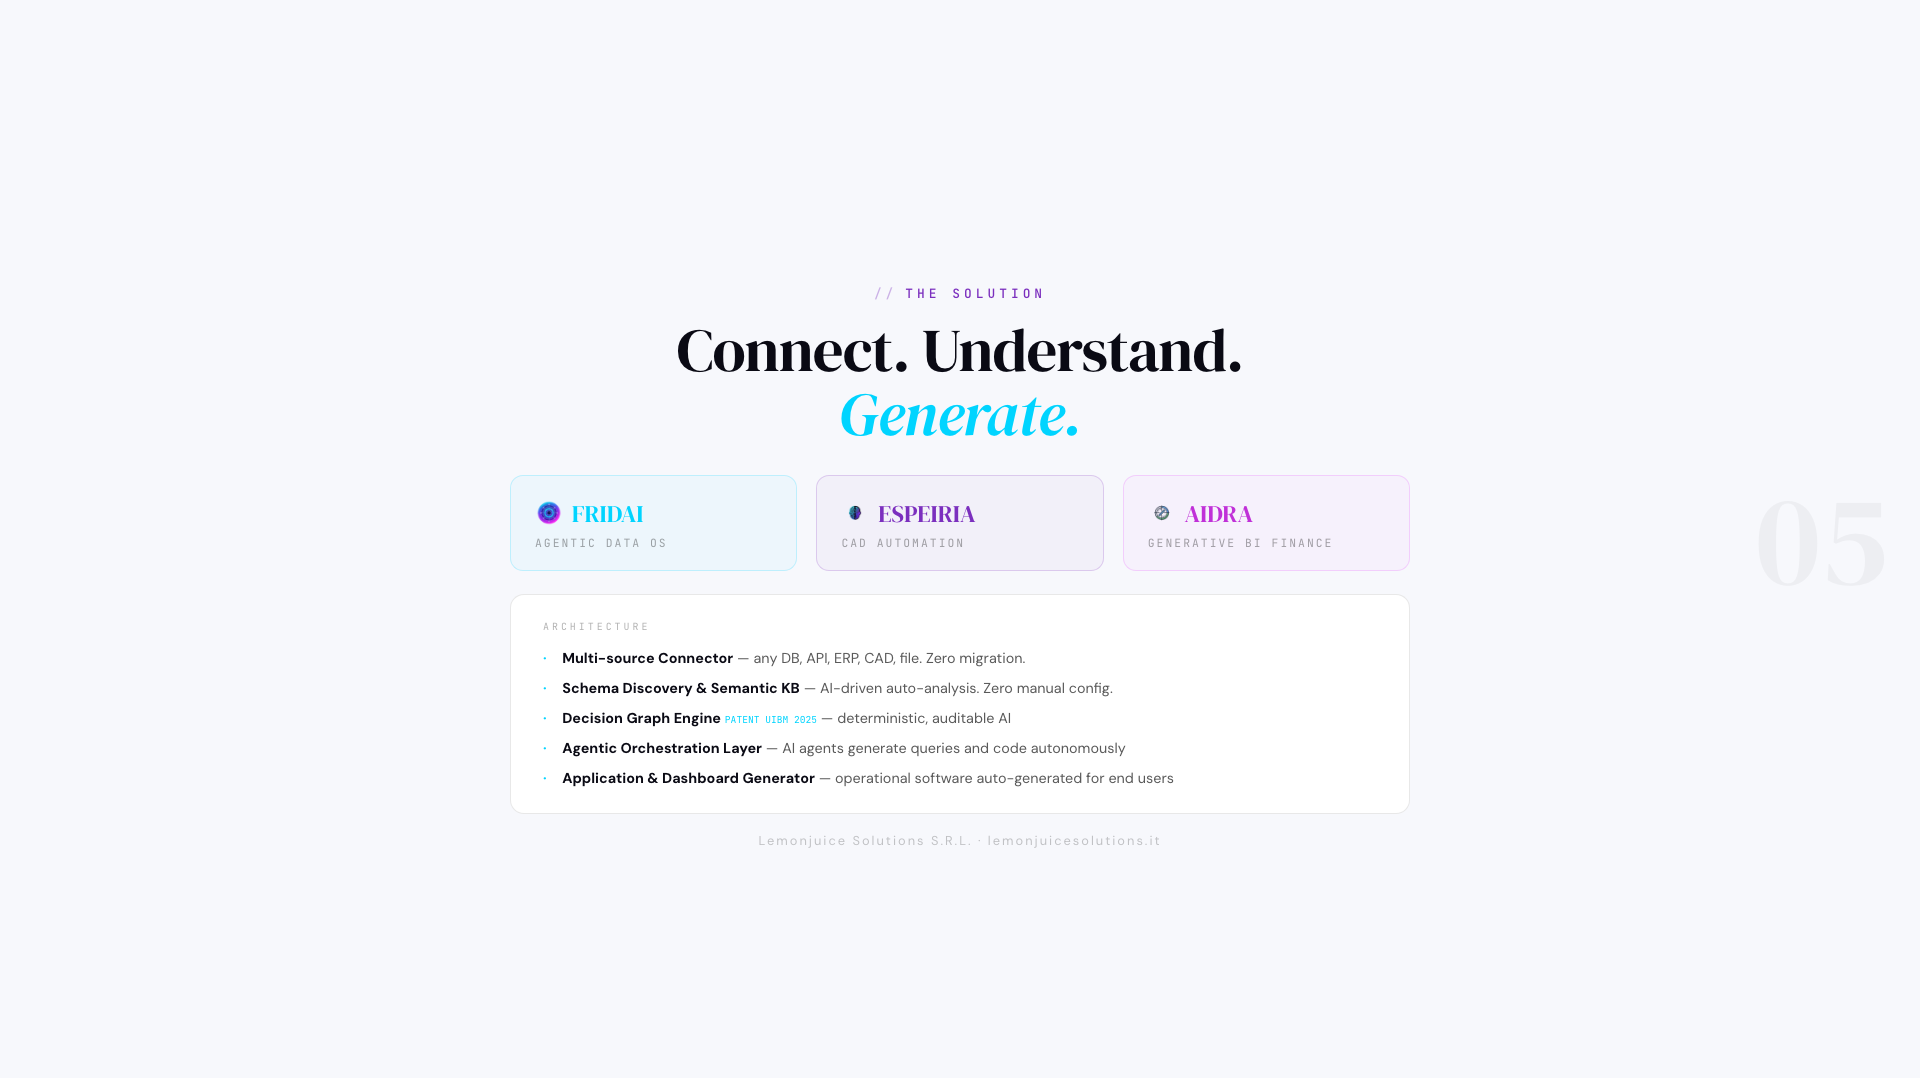 // THE SOLUTION
Connect. Understand.
Generate.
FRIDAI
AGENTIC DATA OS
ESPEIRIA
CAD AUTOMATION
AIDRA
GENERATIVE BI FINANCE
05
ARCHITECTURE
· Multi-source Connector — any DB, API, ERP, CAD, file. Zero migration.
· Schema Discovery & Semantic KB — AI-driven auto-analysis. Zero manual config.
· Decision Graph Engine PATENT UIBM 2025 — deterministic, auditable AI
· Agentic Orchestration Layer — AI agents generate queries and code autonomously
· Application & Dashboard Generator — operational software auto-generated for end users
Lemonjuice Solutions S.R.L. · lemonjuicesolutions.it